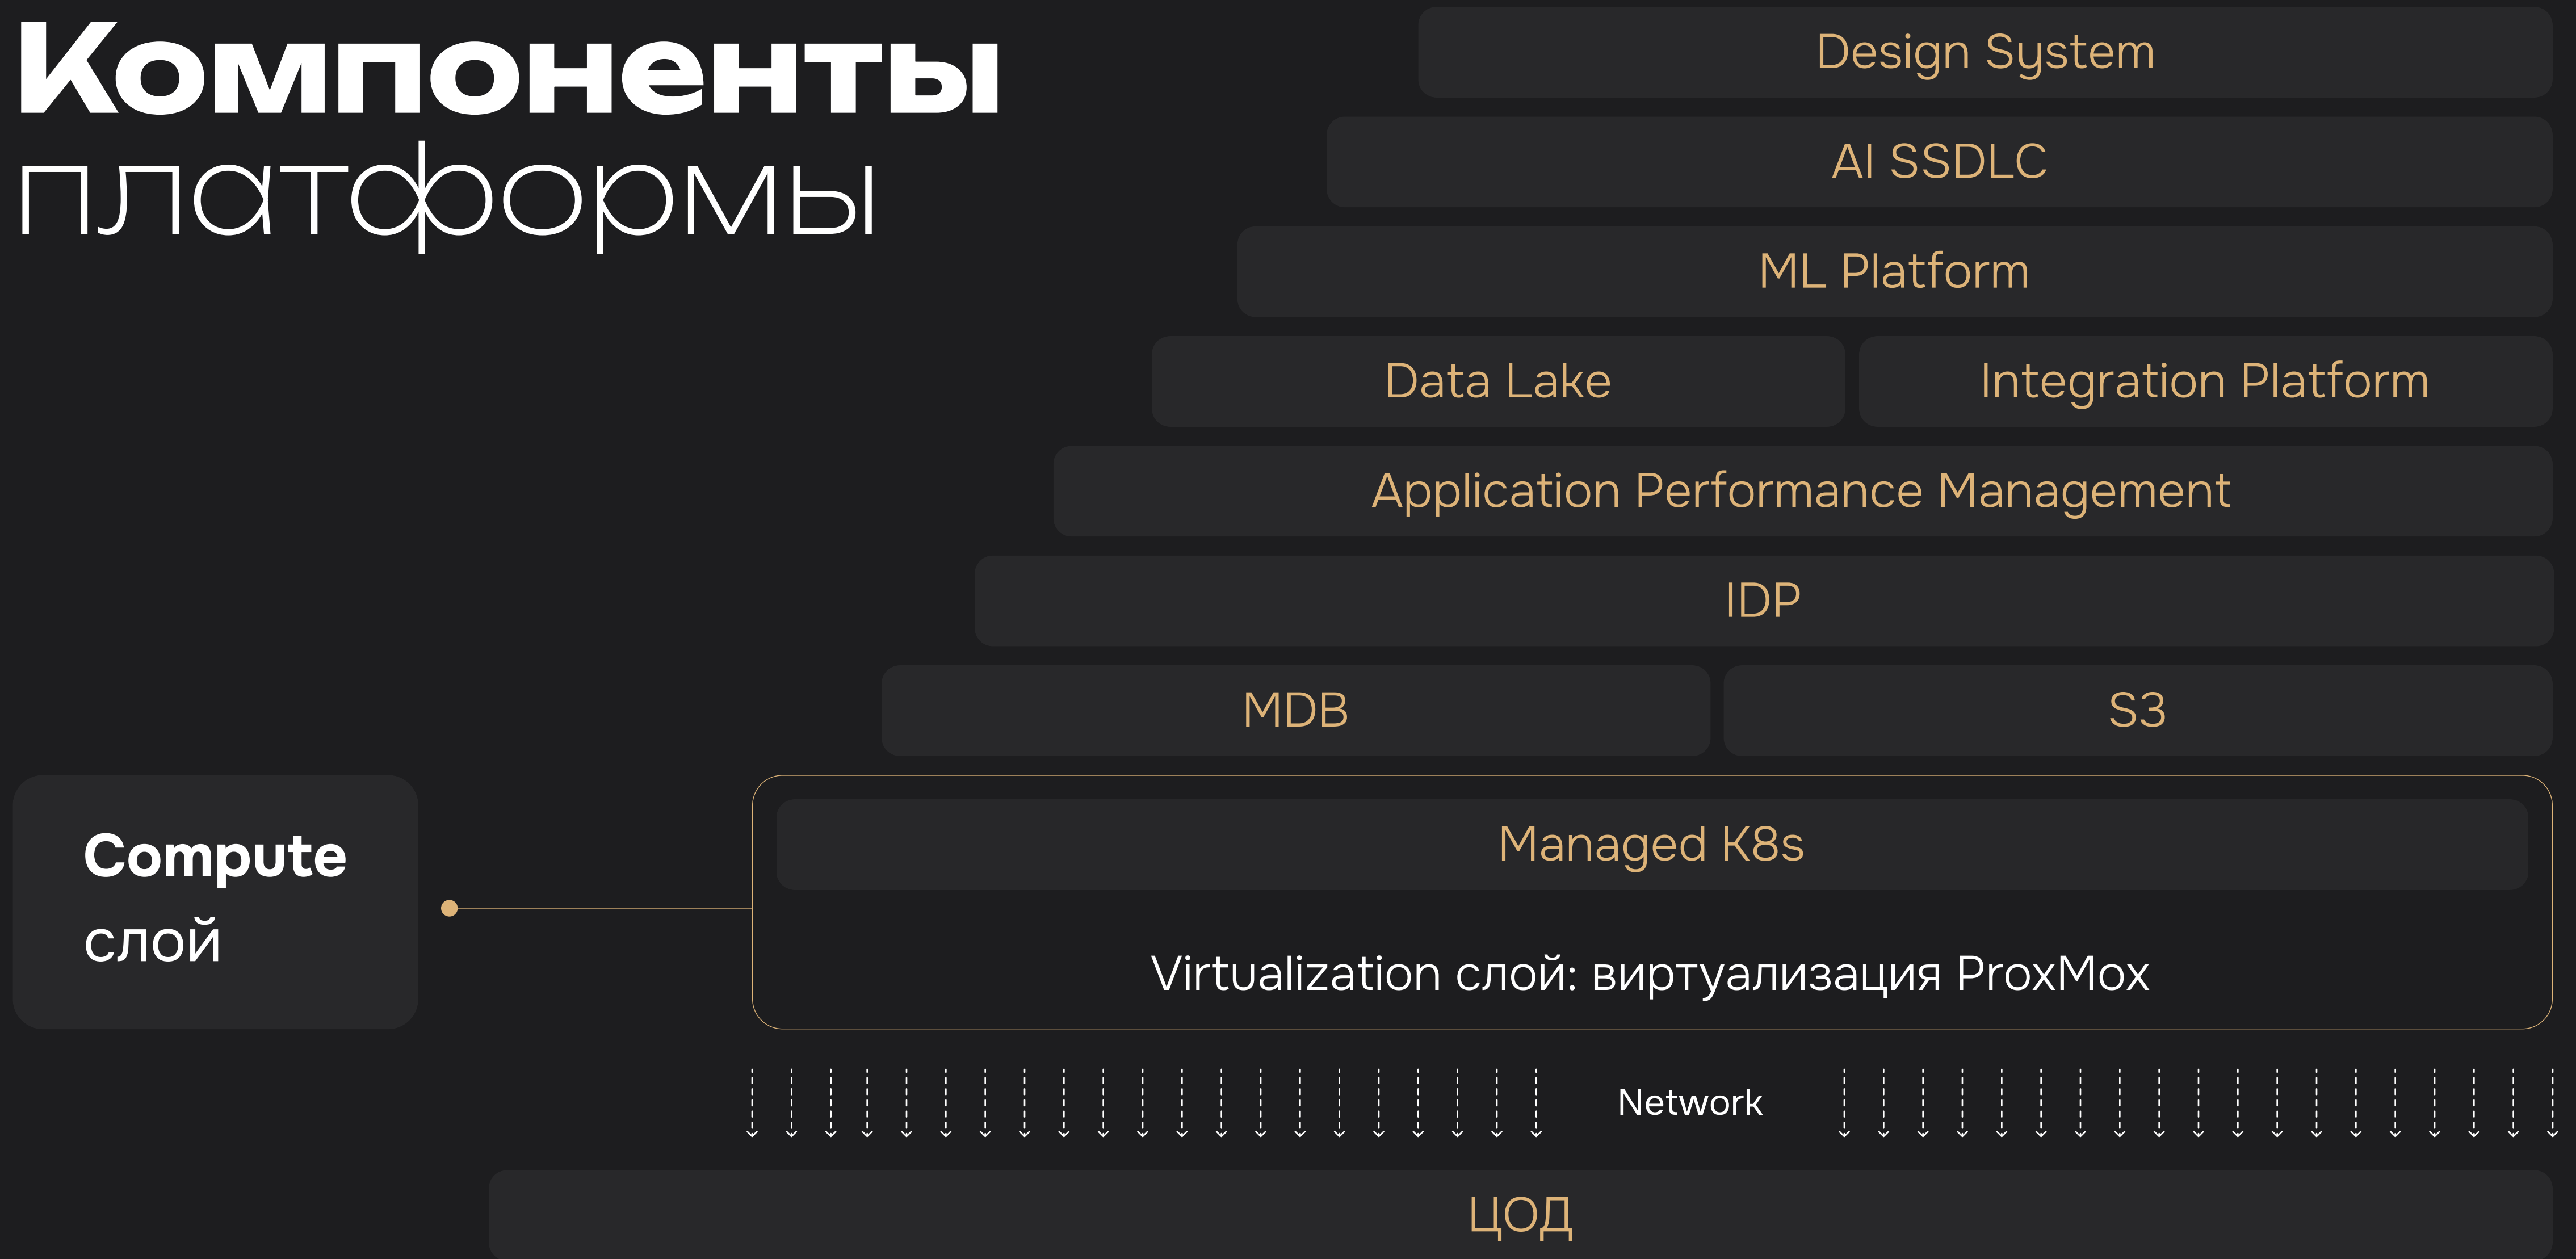 Компоненты
платформы
Design System
AI SSDLC
ML Platform
Data Lake
Integration Platform
Application Performance Management
IDP
MDB
S3
Compute
слой
Managed K8s
Virtualization слой: виртуализация ProxMox
Network
ЦОД